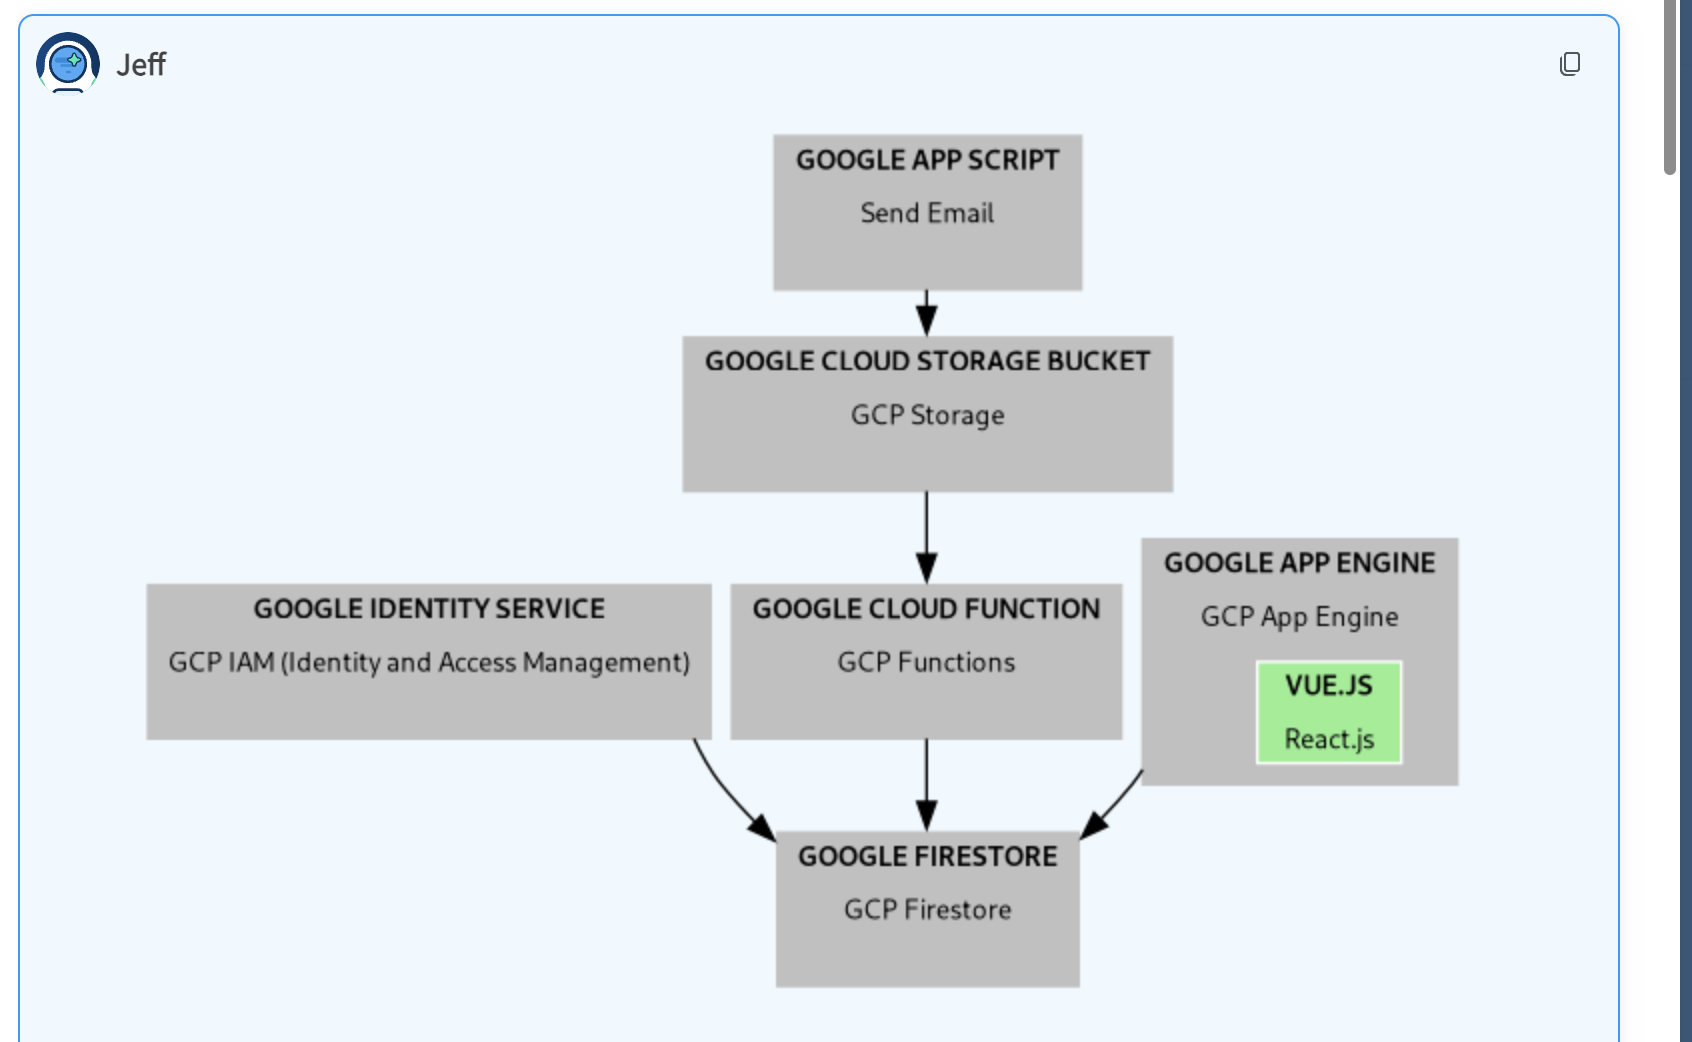 Jeff
GOOGLE APP SCRIPT
Send Email
GOOGLE CLOUD STORAGE BUCKET
GCP Storage
GOOGLE IDENTITY SERVICE
GCP IAM (Identity and Access Management)
GOOGLE CLOUD FUNCTION
GCP Functions
GOOGLE APP ENGINE
GCP App Engine
VUE.JS
React.js
GOOGLE FIRESTORE
GCP Firestore